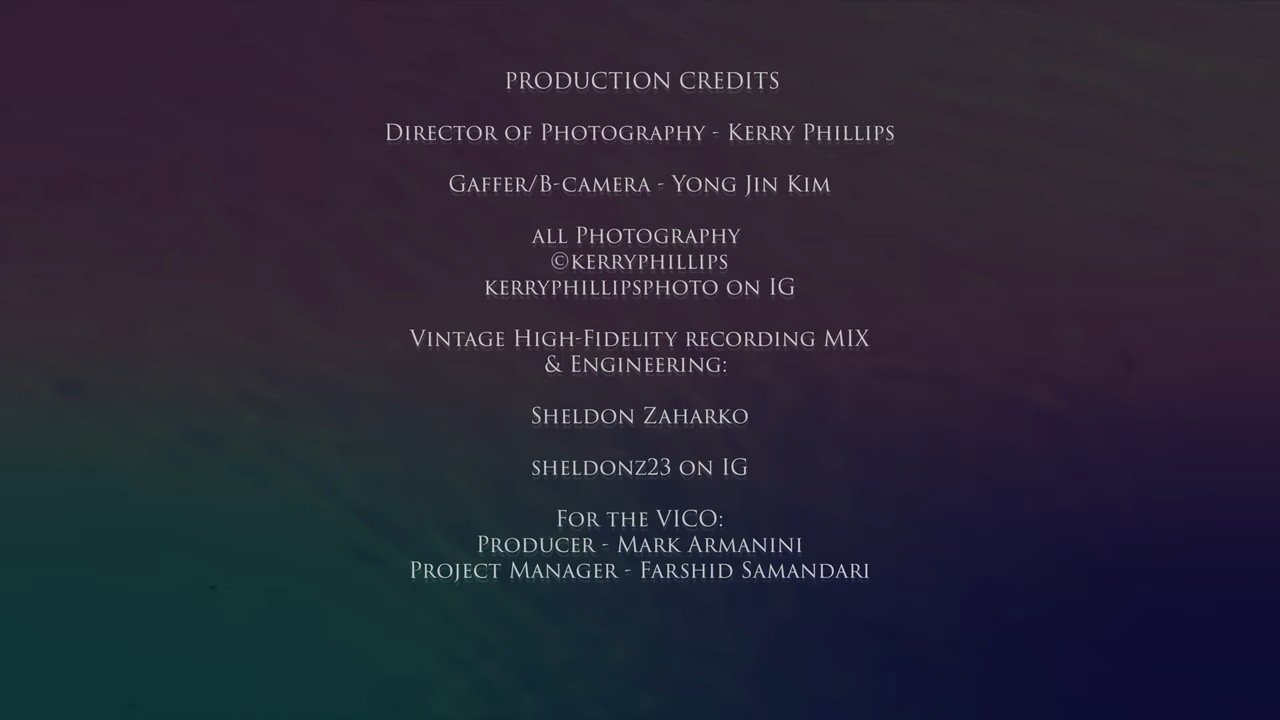 PRODUCTION CREDITS
DIRECTOR OF PHOTOGRAPHY - KERRY PHILLIPS
GAFFER/B-CAMERA - YONG JIN KIM
ALL PHOTOGRAPHY
©KERRYPHILLIPS
KERRYPHILLIPSPHOTO ON IG
VINTAGE HIGH-FIDELITY RECORDING MIX
& ENGINEERING:
SHELDON ZAHARKO
SHELDONZ23 ON IG
FOR THE VICO:
PRODUCER - MARK ARMANINI
PROJECT MANAGER - FARSHID SAMANDARI